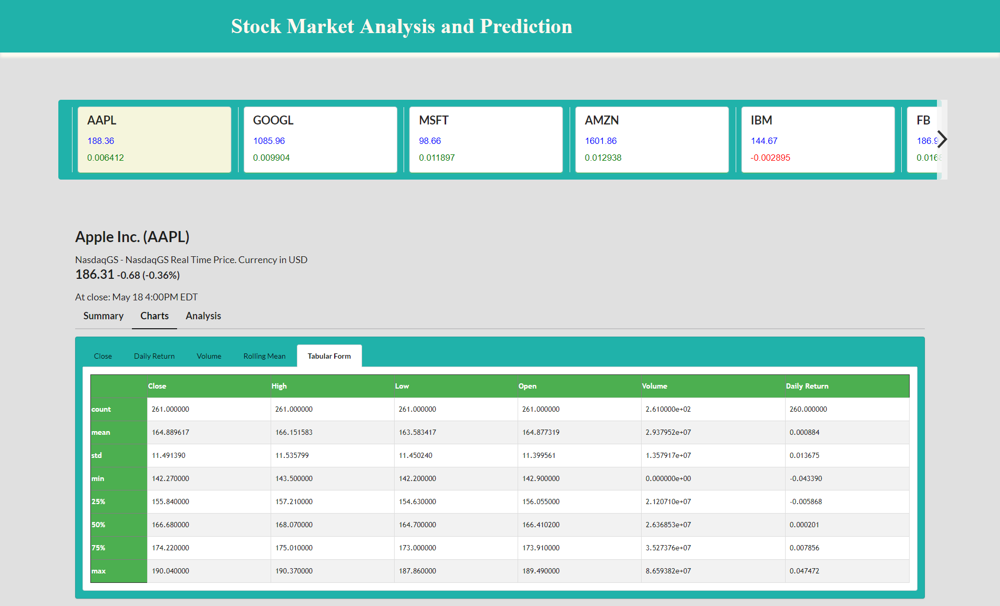 Stock Market Analysis and Prediction
AAPL GOOGL MSFT AMZN IBM FB
188.36 1085.96 98.66 1601.86 144.67 186.9
0.006412 0.009904 0.011897 0.012938 -0.002895 0.016
Apple Inc. (AAPL)
NasdaqGS - NasdaqGS Real Time Price. Currency in USD
186.31 -0.68 (-0.36%)
At close: May 18 4:00PM EDT
Summary Charts Analysis
Close Daily Return Volume Rolling Mean Tabular Form
Close High Low Open Volume Daily Return
count 261.000000 261.000000 261.000000 261.000000 2.610000e+02 260.000000
mean 164.889617 166.151583 163.583417 164.877319 2.937952e+07 0.000884
std 11.491390 11.535799 11.450240 11.399561 1.357917e+07 0.013675
min 142.270000 143.500000 142.200000 142.900000 0.000000e+00 -0.043390
25% 155.840000 157.210000 154.630000 156.055000 2.120710e+07 -0.005868
50% 166.680000 168.070000 164.700000 166.410200 2.636853e+07 0.000201
75% 174.220000 175.010000 173.000000 173.910000 3.527376e+07 0.007856
max 190.040000 190.370000 187.860000 189.490000 8.659382e+07 0.047472